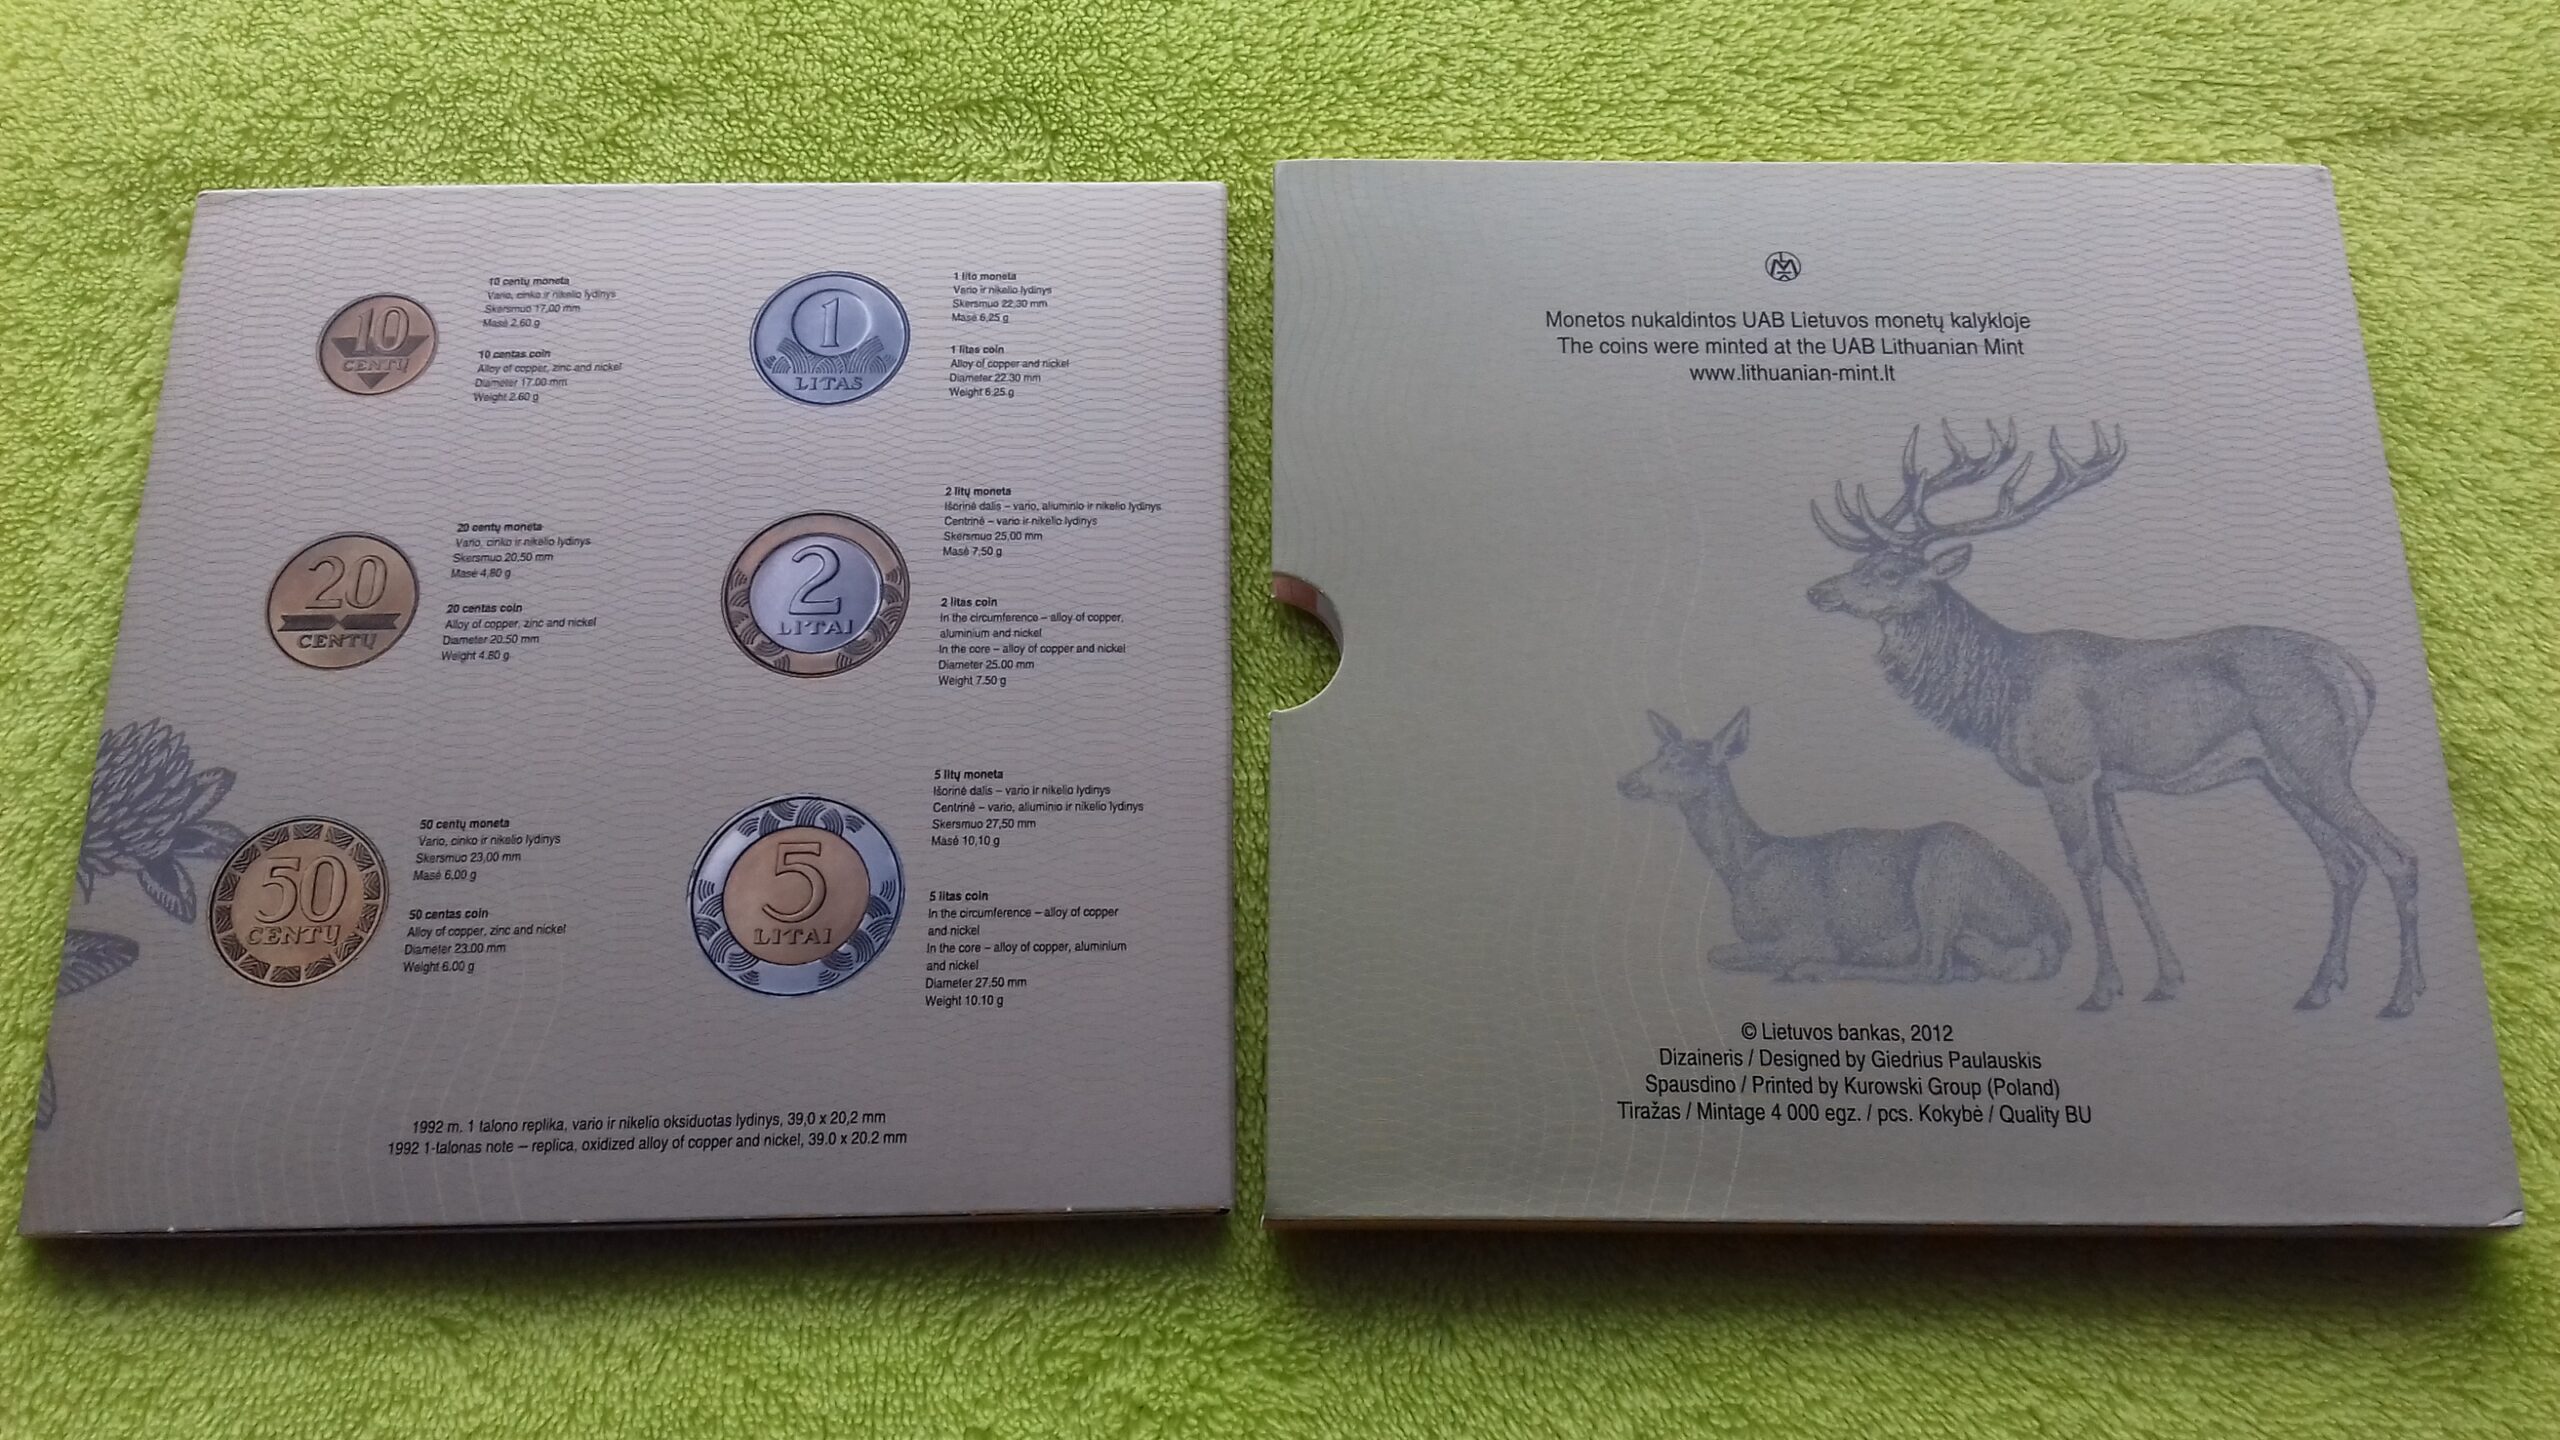 10
CENTŲ
10 centų moneta
Vario, cinko ir nikelio lydinys
Skersmuo 17,00 mm
Masė 2,60 g
10 centas coin
Alloy of copper, zinc and nickel
Diameter 17.00 mm
Weight 2.60 g
20
CENTŲ
20 centų moneta
Vario, cinko ir nikelio lydinys
Skersmuo 20,50 mm
Masė 4,80 g
20 centas coin
Alloy of copper, zinc and nickel
Diameter 20.50 mm
Weight 4.80 g
50
CENTŲ
50 centų moneta
Vario, cinko ir nikelio lydinys
Skersmuo 23,00 mm
Masė 6,00 g
50 centas coin
Alloy of copper, zinc and nickel
Diameter 23.00 mm
Weight 6.00 g
1
LITAS
1 lito moneta
Vario ir nikelio lydinys
Skersmuo 22,30 mm
Masė 6,25 g
1 litas coin
Alloy of copper and nickel
Diameter 22.30 mm
Weight 6.25 g
2
LITAI
2 litų moneta
Išorinė dalis – vario, aliuminio ir nikelio lydinys
Centrinė – vario ir nikelio lydinys
Skersmuo 25,00 mm
Masė 7,50 g
2 litas coin
In the circumference – alloy of copper,
aluminium and nickel
In the core – alloy of copper and nickel
Diameter 25.00 mm
Weight 7.50 g
5
LITAI
5 litų moneta
Išorinė dalis – vario ir nikelio lydinys
Centrinė – vario, aliuminio ir nikelio lydinys
Skersmuo 27,50 mm
Masė 10,10 g
5 litas coin
In the circumference – alloy of copper
and nickel
In the core – alloy of copper, aluminium
and nickel
Diameter 27.50 mm
Weight 10.10 g
1992 m. 1 talono replika, vario ir nikelio oksiduotas lydinys, 39,0 x 20,2 mm
1992 1-talonas note – replica, oxidized alloy of copper and nickel, 39.0 x 20.2 mm
Monetos nukaldintos UAB Lietuvos monetų kalykloje
The coins were minted at the UAB Lithuanian Mint
www.lithuanian-mint.lt
© Lietuvos bankas, 2012
Dizaineris / Designed by Giedrius Paulauskis
Spausdino / Printed by Kurowski Group (Poland)
Tiražas / Mintage 4 000 egz. / pcs. Kokybė / Quality BU